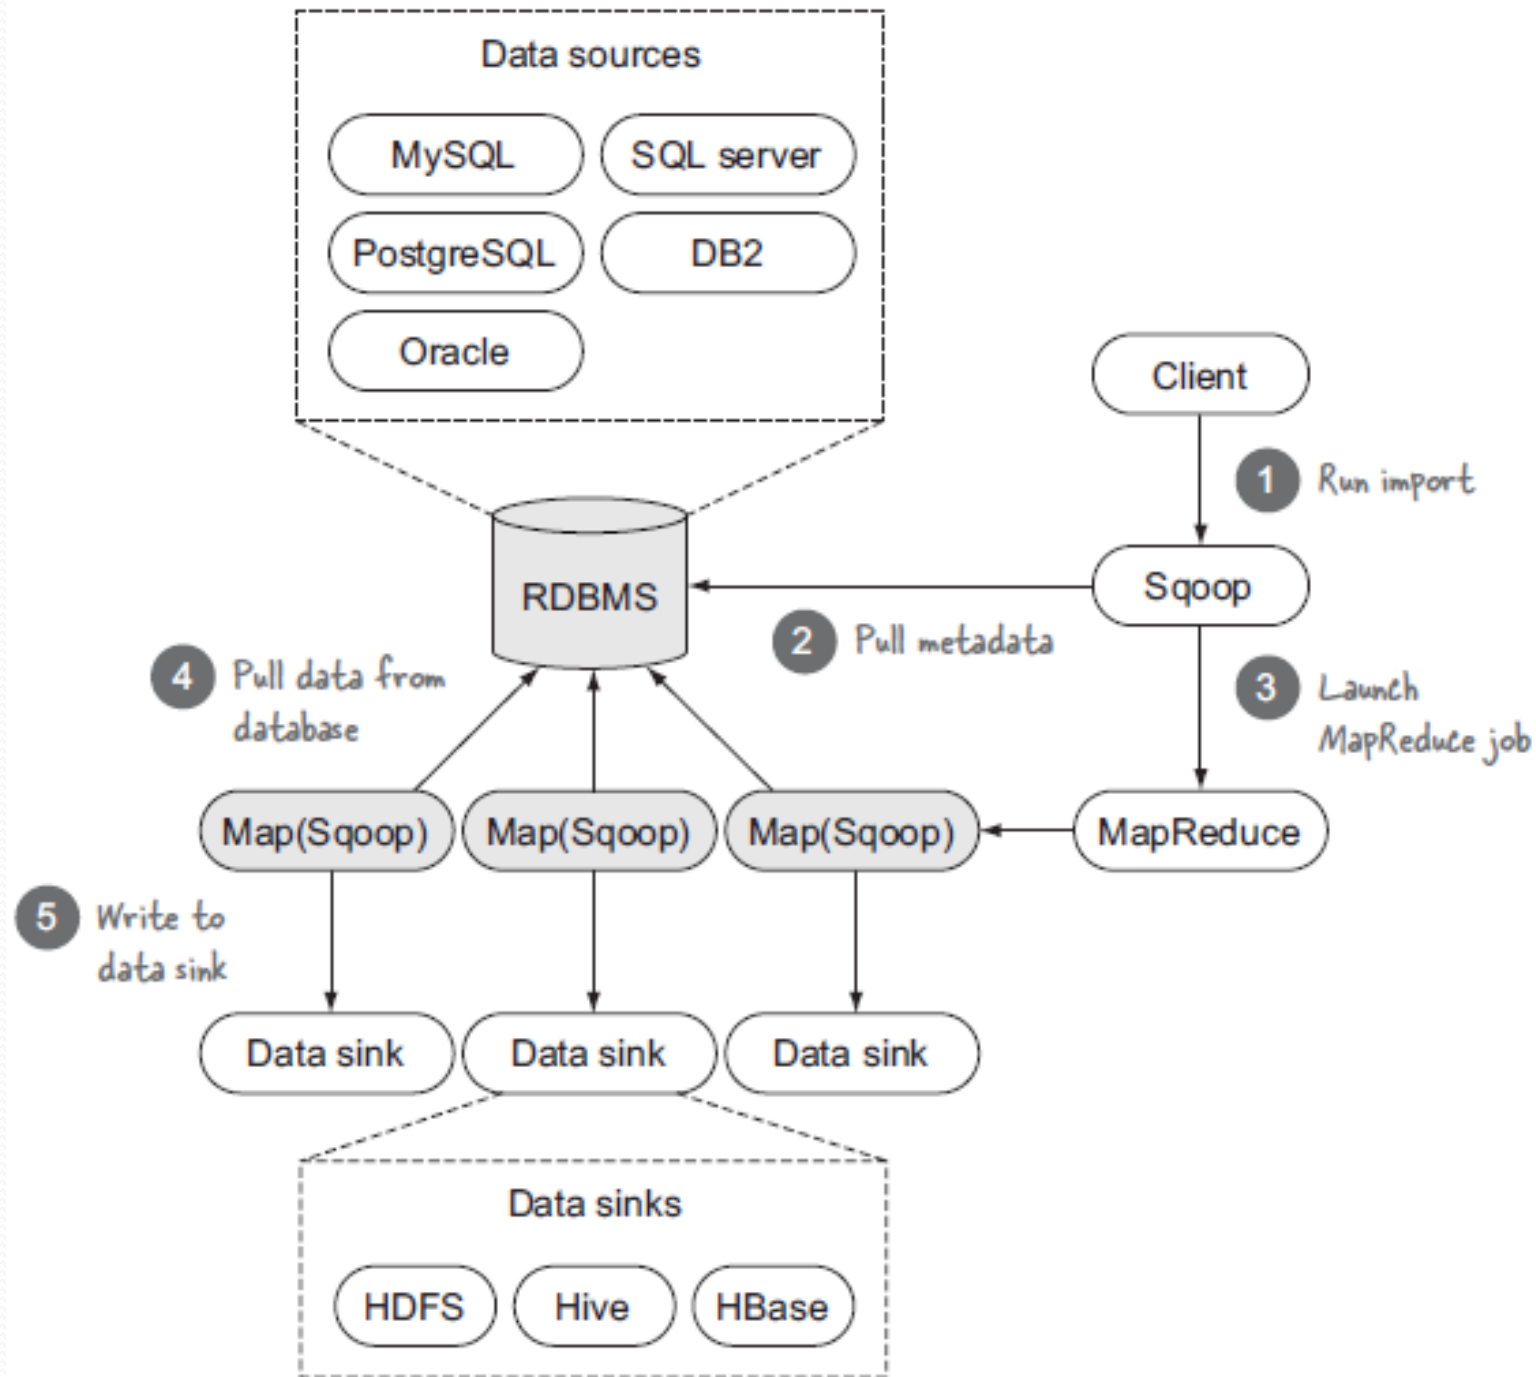 Data sources
MySQL
SQL server
PostgreSQL
DB2
Oracle
Client
1 Run import
RDBMS
Sqoop
2 Pull metadata
4 Pull data from
database
3 Launch
MapReduce job
Map(Sqoop)
Map(Sqoop)
Map(Sqoop)
MapReduce
5 Write to
data sink
Data sink
Data sink
Data sink
Data sinks
HDFS
Hive
HBase